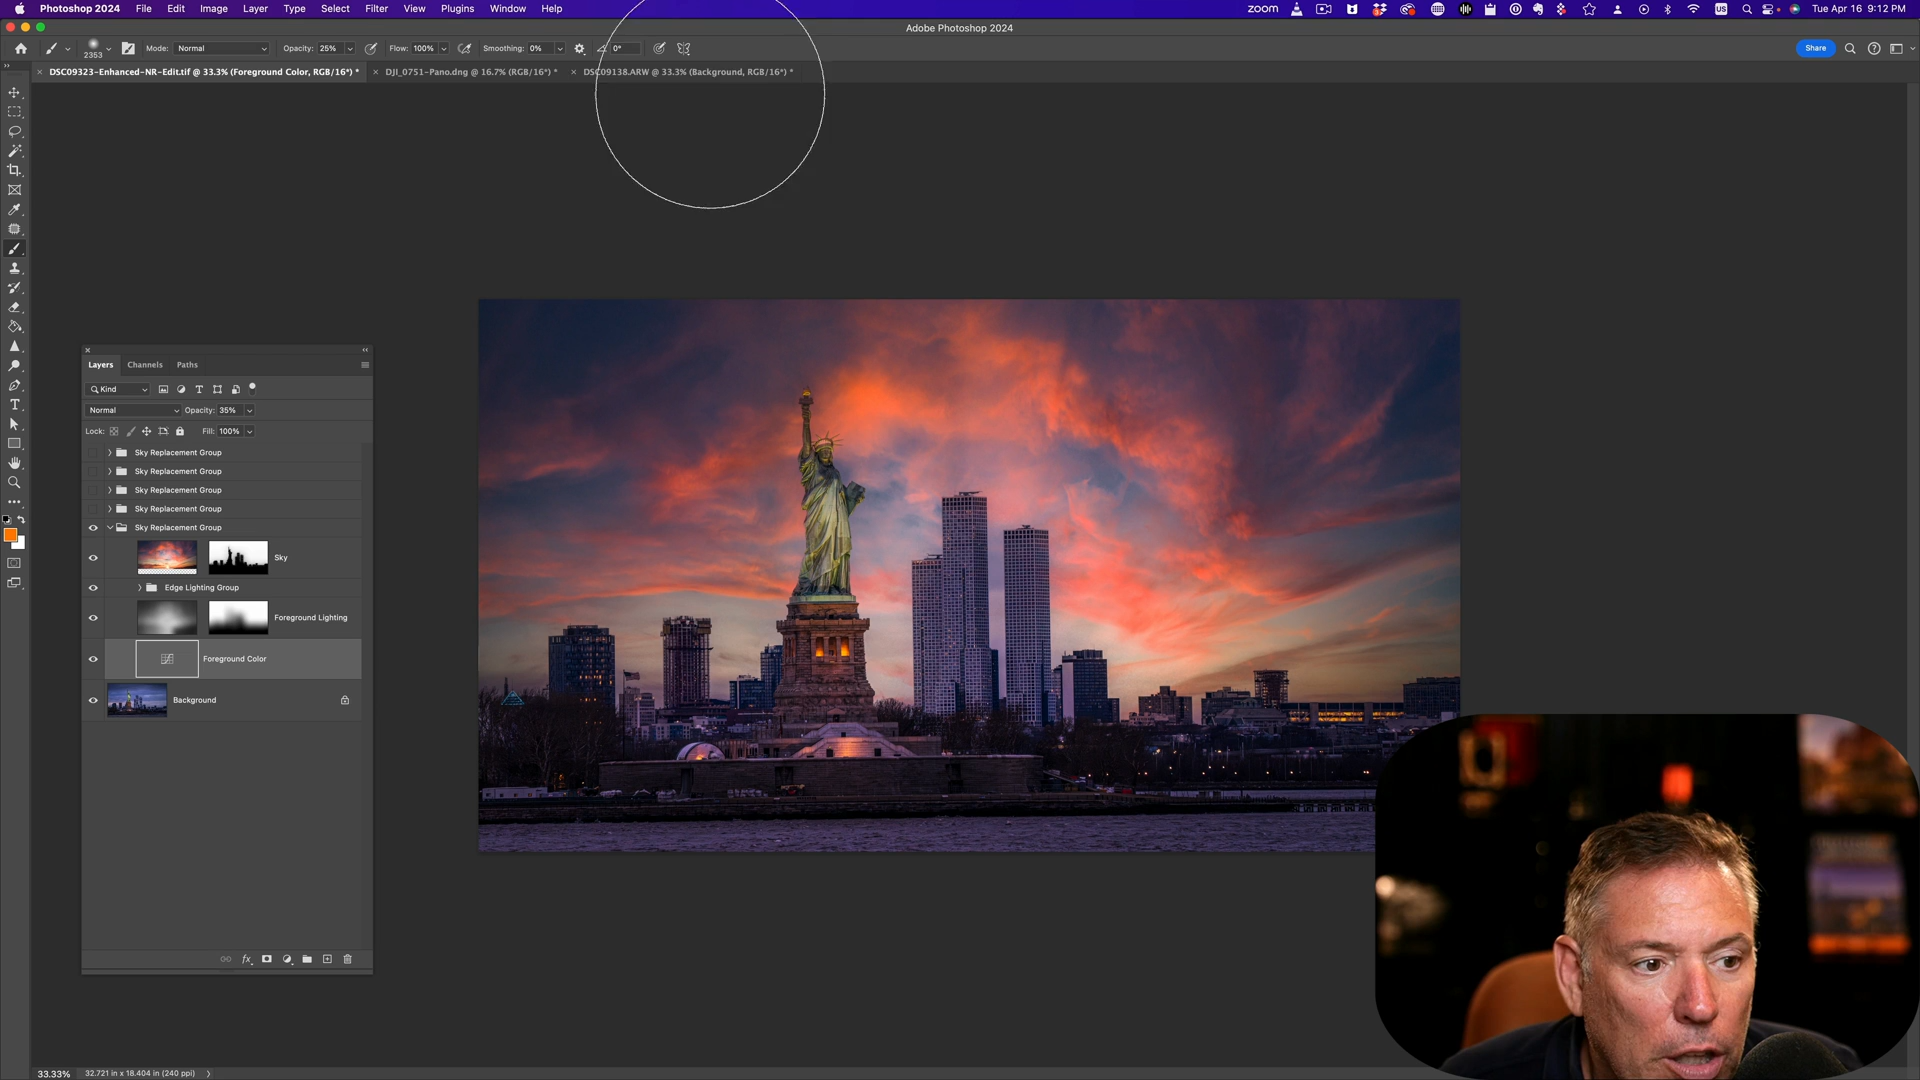 Photoshop 2024 File Edit Image Layer Type Select Filter View Plugins Window Help
zoom US Tue Apr 16 9:12 PM
Adobe Photoshop 2024
2353 Mode: Normal Opacity: 25% Flow: 100% Smoothing: 0% 0° Share
DSC09323-Enhanced-NR-Edit.tif @ 33.3% (Foreground Color, RGB/16*) * DJI_0751-Pano.dng @ 16.7% (RGB/16*) * DSC09138.ARW @ 33.3% (Background, RGB/16*) *
Layers Channels Paths
Kind
Normal Opacity: 35%
Lock: Fill: 100%
Sky Replacement Group
Sky Replacement Group
Sky Replacement Group
Sky Replacement Group
Sky Replacement Group
Sky
Edge Lighting Group
Foreground Lighting
Foreground Color
Background
fx
33.33% 32.721 in x 18.404 in (240 ppi)